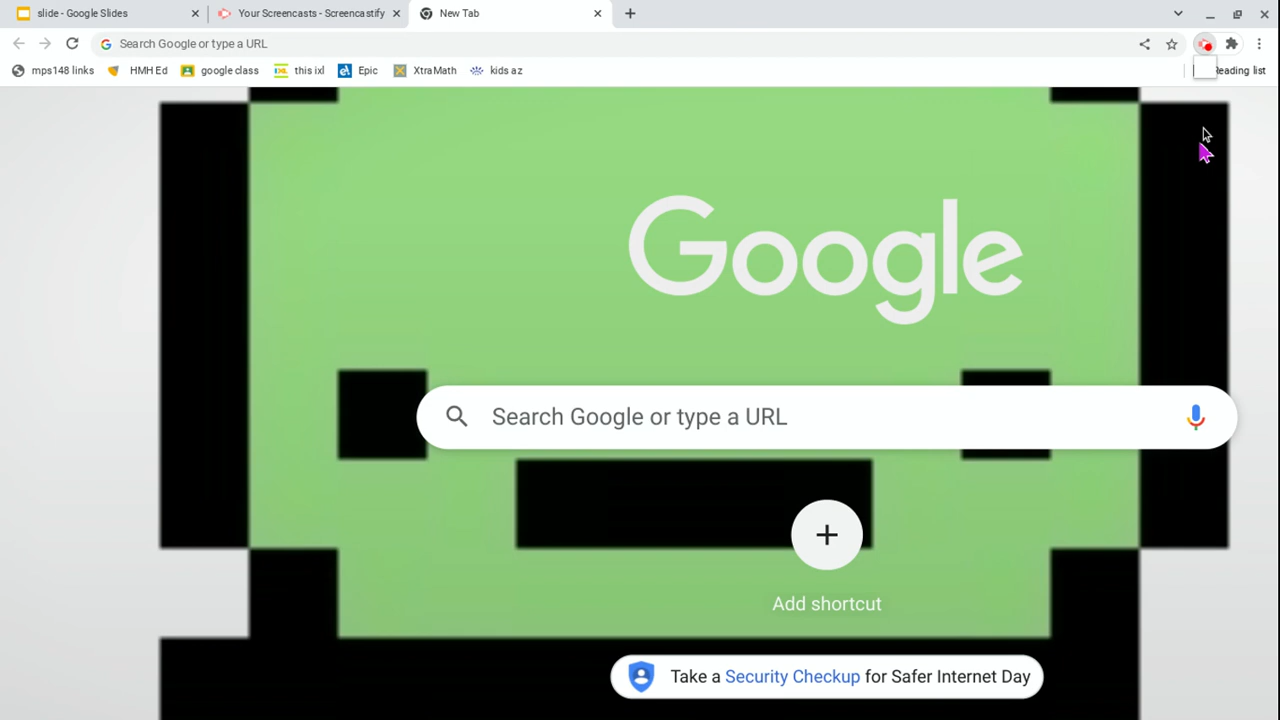 slide - Google Slides
Your Screencasts - Screencastify
New Tab
Search Google or type a URL
mps148 links
HMH Ed
google class
IXL this ixl
Epic
XtraMath
kids az
Reading list
Google
Search Google or type a URL
Add shortcut
Take a Security Checkup for Safer Internet Day